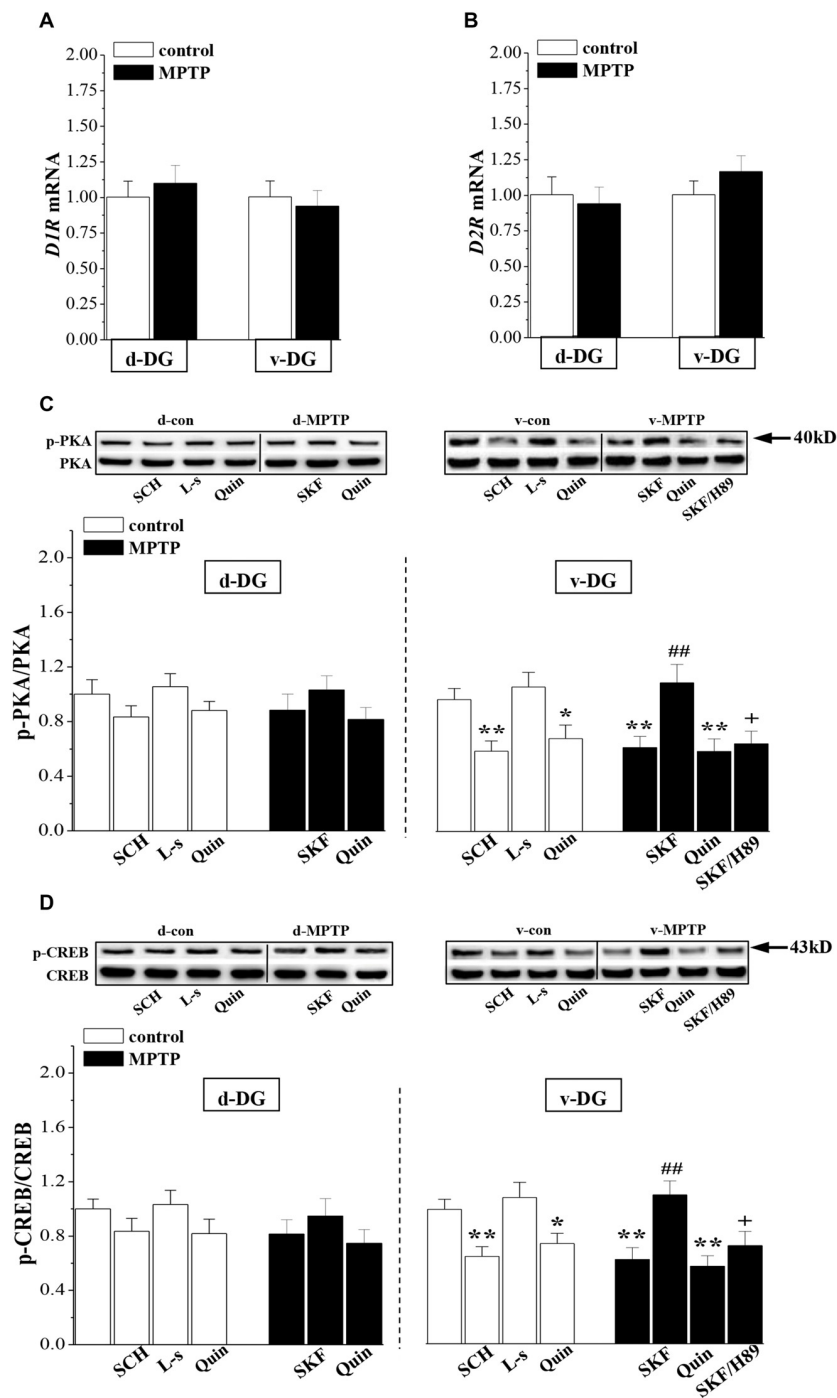 A
control
MPTP
2.00
1.75
1.50
1.25
1.00
0.75
0.50
0.25
0.00
D1R mRNA
d-DG
v-DG
B
control
MPTP
2.00
1.75
1.50
1.25
1.00
0.75
0.50
0.25
0.00
D2R mRNA
d-DG
v-DG
C
d-con
d-MPTP
v-con
v-MPTP
p-PKA
PKA
40kD
SCH L-s Quin SKF Quin
SCH L-s Quin SKF Quin SKF/H89
control
MPTP
d-DG
v-DG
2.0
1.6
1.2
0.8
0.4
0.0
p-PKA/PKA
** * ** ## ** +
SCH L-s Quin SKF Quin
SCH L-s Quin SKF Quin SKF/H89
D
d-con
d-MPTP
v-con
v-MPTP
p-CREB
CREB
43kD
SCH L-s Quin SKF Quin
SCH L-s Quin SKF Quin SKF/H89
control
MPTP
d-DG
v-DG
2.0
1.6
1.2
0.8
0.4
0.0
p-CREB/CREB
** * ** ## ** +
SCH L-s Quin SKF Quin
SCH L-s Quin SKF Quin SKF/H89